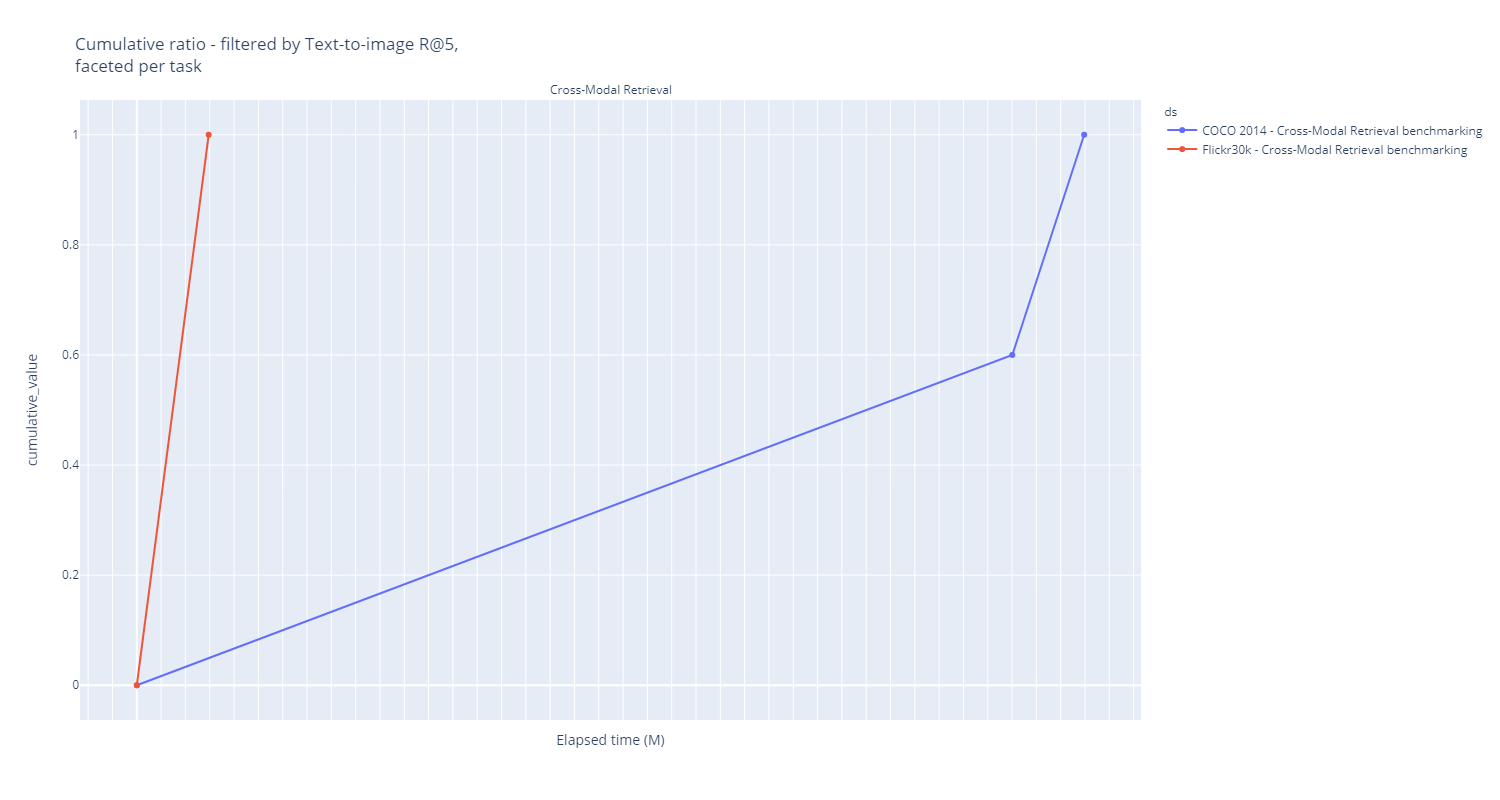 Cumulative ratio - filtered by Text-to-image R@5,
faceted per task
Cross-Modal Retrieval
ds
COCO 2014 - Cross-Modal Retrieval benchmarking
Flickr30k - Cross-Modal Retrieval benchmarking
1
0.8
0.6
0.4
0.2
0
cumulative_value
Elapsed time (M)